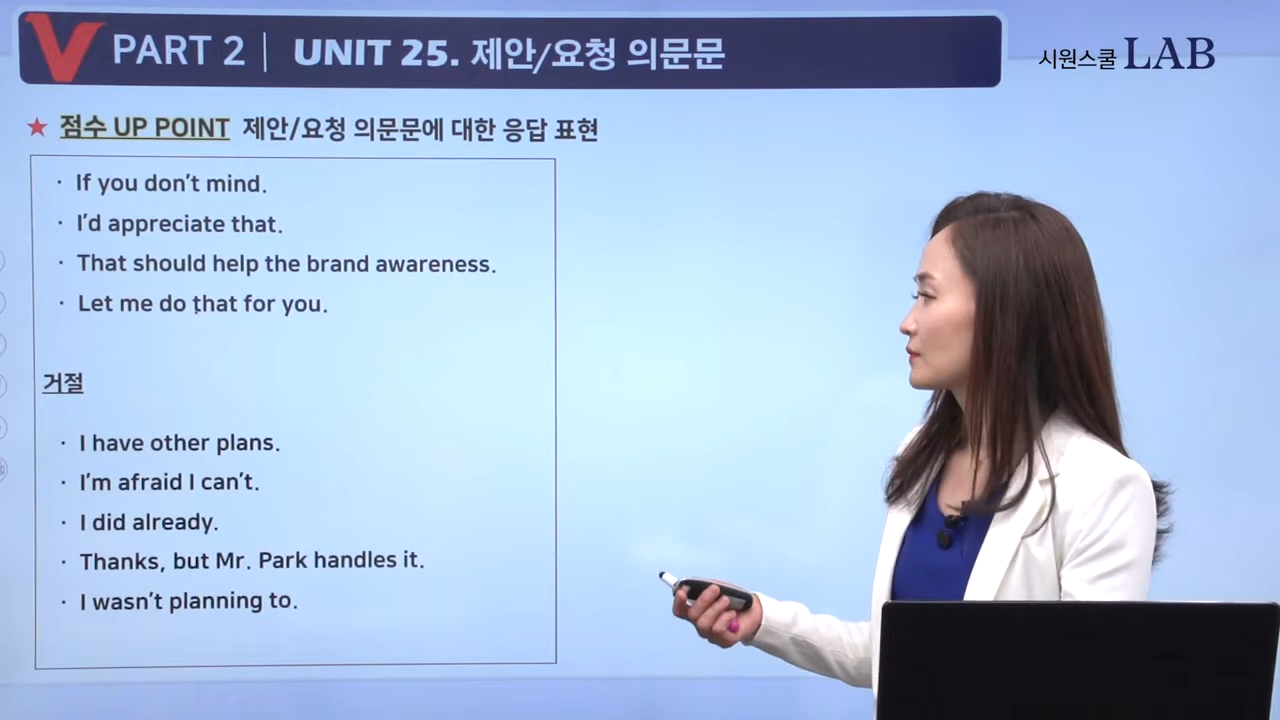 PART 2 | UNIT 25. 제안/요청 의문문
시원스쿨 LAB
★ 점수 UP POINT 제안/요청 의문문에 대한 응답 표현
· If you don't mind.
· I'd appreciate that.
· That should help the brand awareness.
· Let me do that for you.
거절
· I have other plans.
· I'm afraid I can't.
· I did already.
· Thanks, but Mr. Park handles it.
· I wasn't planning to.